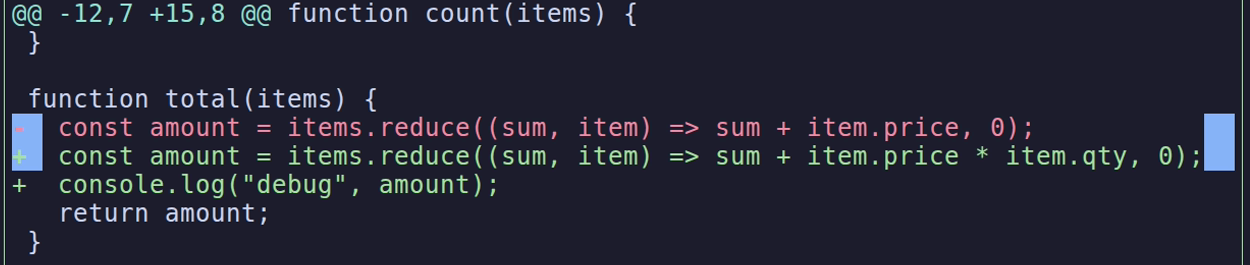 @@ -12,7 +15,8 @@ function count(items) {
 }

 function total(items) {
-  const amount = items.reduce((sum, item) => sum + item.price, 0);
+  const amount = items.reduce((sum, item) => sum + item.price * item.qty, 0);
+  console.log("debug", amount);
   return amount;
 }